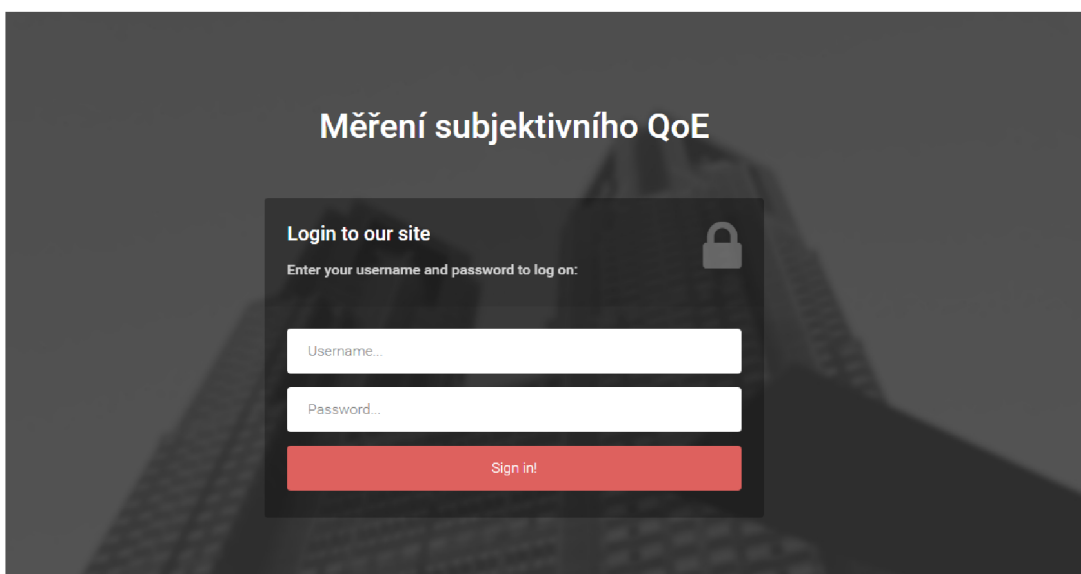 Měření subjektivního QoE
Login to our site
Enter your username and password to log on:
Username...
Password...
Sign in!